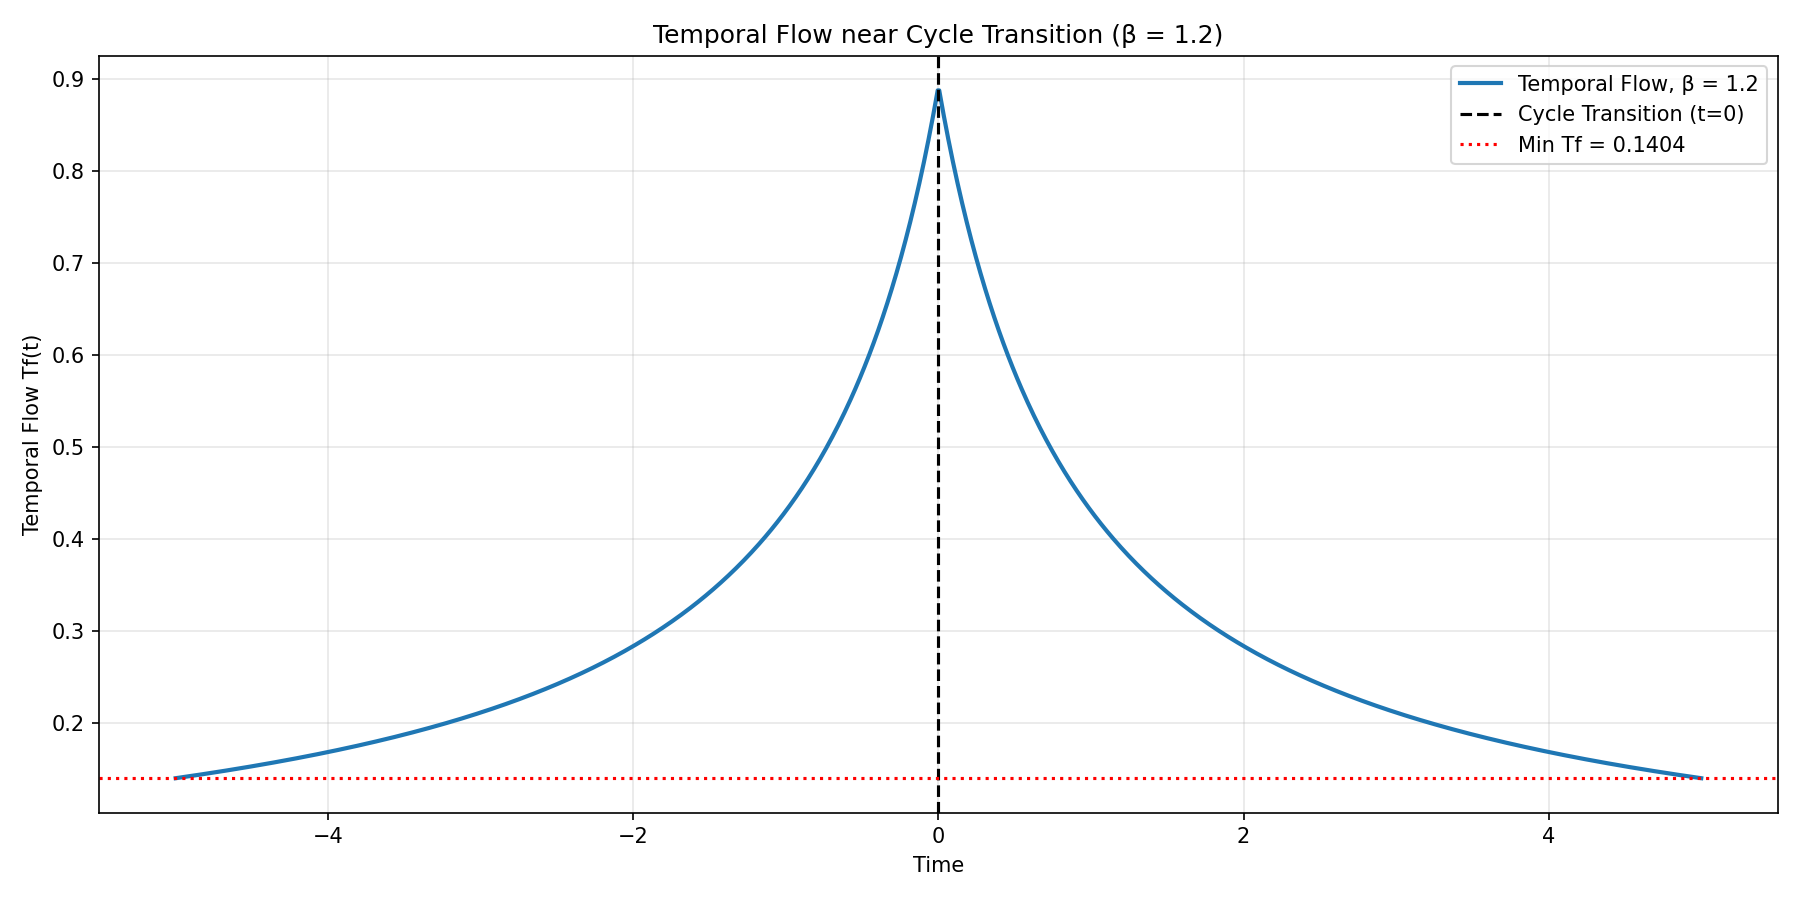 Temporal Flow near Cycle Transition (β = 1.2)
Temporal Flow, β = 1.2
Cycle Transition (t=0)
Min Tf = 0.1404
Temporal Flow Tf(t)
0.9
0.8
0.7
0.6
0.5
0.4
0.3
0.2
−4
−2
0
2
4
Time